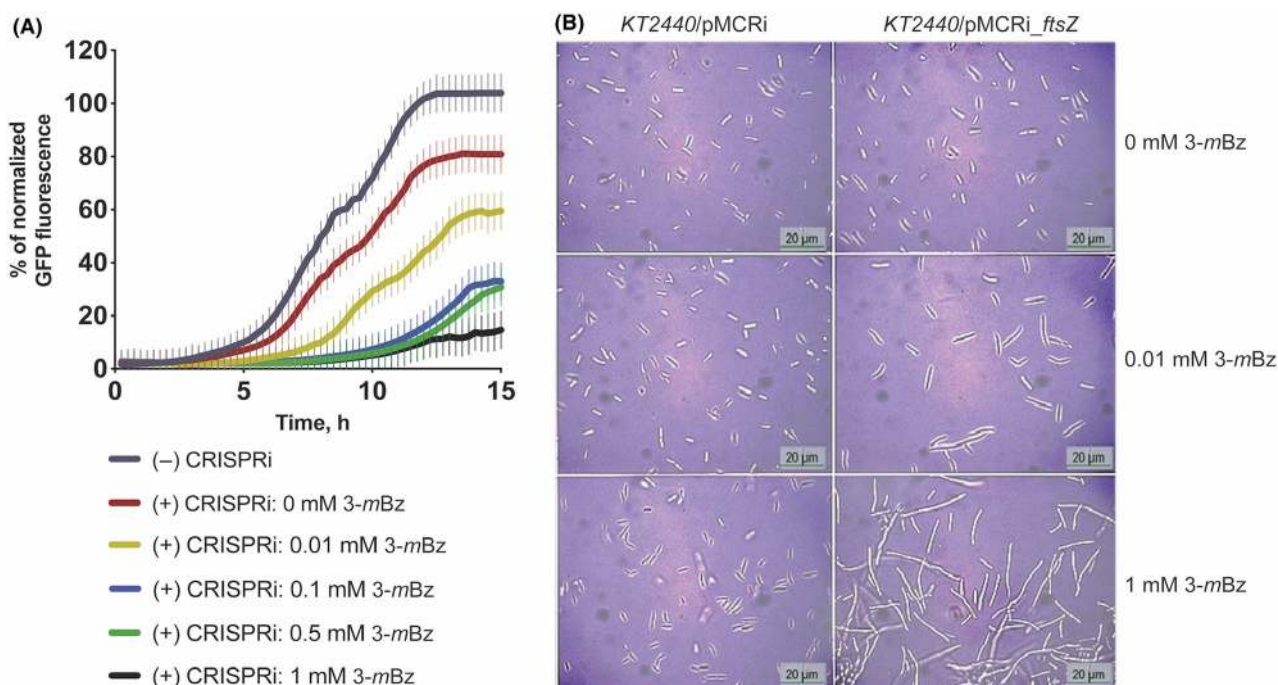 (A)
% of normalized
GFP fluorescence
120
100
80
60
40
20
0
0 5 10 15
Time, h
(–) CRISPRi
(+) CRISPRi: 0 mM 3-mBz
(+) CRISPRi: 0.01 mM 3-mBz
(+) CRISPRi: 0.1 mM 3-mBz
(+) CRISPRi: 0.5 mM 3-mBz
(+) CRISPRi: 1 mM 3-mBz
(B)
KT2440/pMCRi KT2440/pMCRi_ftsZ
20 µm 20 µm
0 mM 3-mBz
20 µm 20 µm
0.01 mM 3-mBz
20 µm 20 µm
1 mM 3-mBz